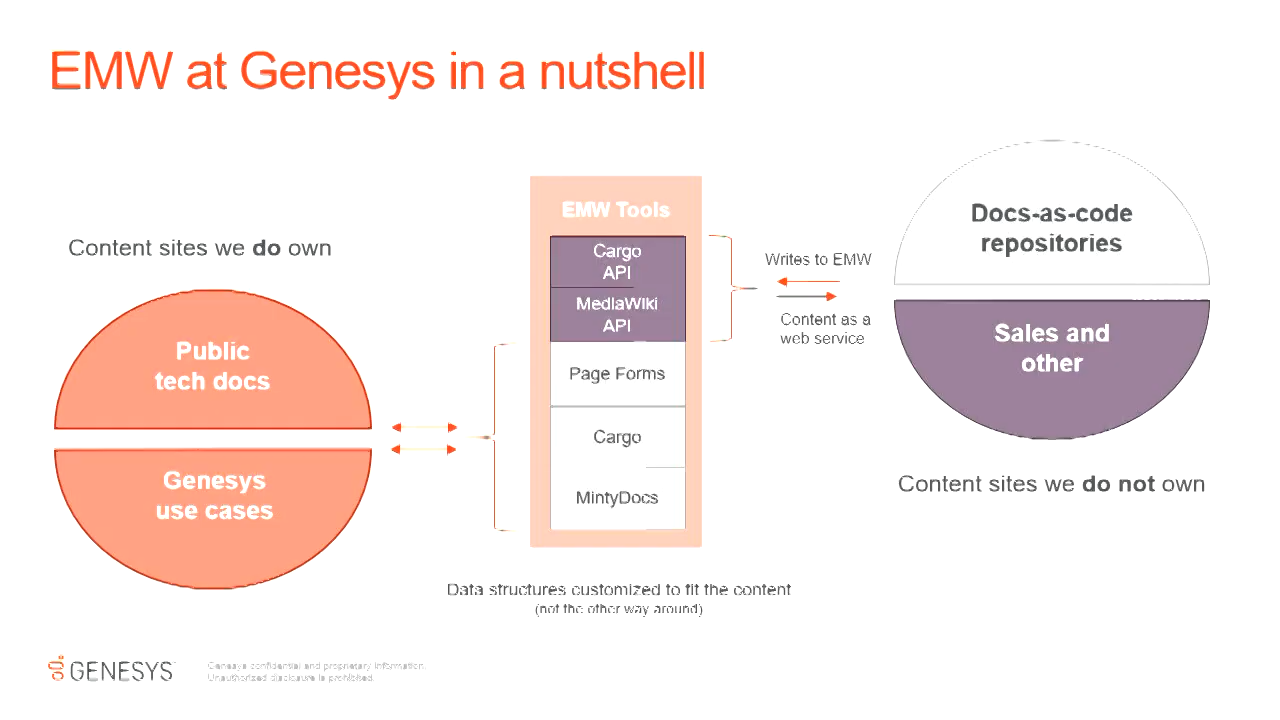 EMW at Genesys in a nutshell
Content sites we do own
Public
tech docs
Genesys
use cases
EMW Tools
Cargo
API
MediaWiki
API
Page Forms
Cargo
MintyDocs
Data structures customized to fit the content
(not the other way around)
Writes to EMW
Content as a
web service
Docs-as-code
repositories
Sales and
other
Content sites we do not own
GENESYS
Genesys confidential and proprietary information.
Unauthorized disclosure is prohibited.